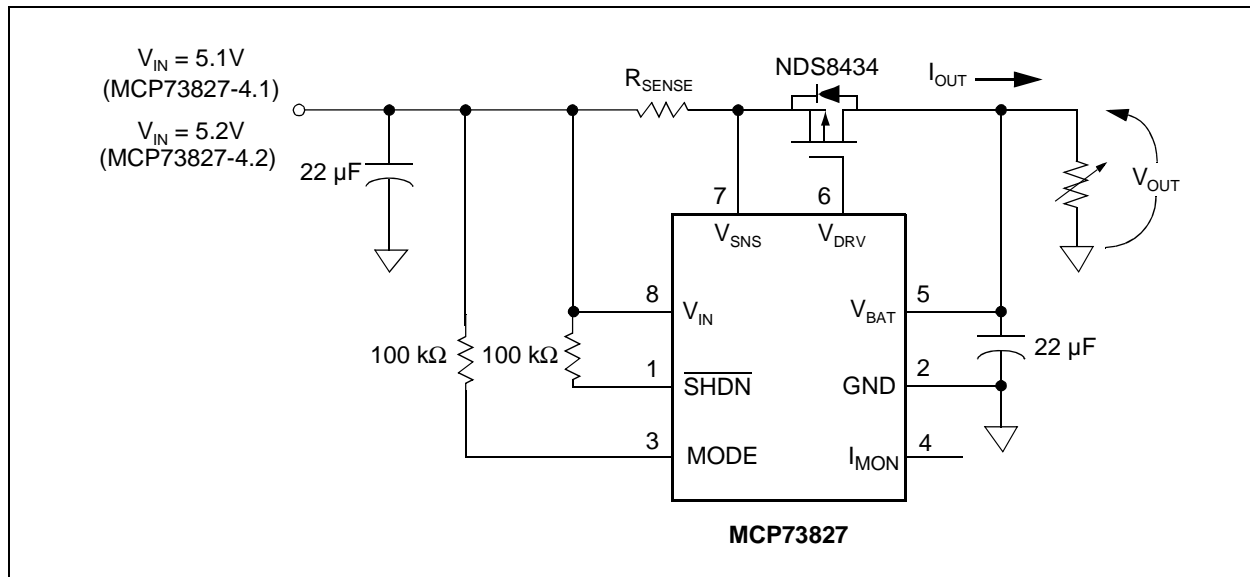 V_IN = 5.1V
(MCP73827-4.1)
V_IN = 5.2V
(MCP73827-4.2)
22 µF
R_SENSE
NDS8434
I_OUT
V_OUT
7
6
V_SNS
V_DRV
8
V_IN
V_BAT
5
100 kΩ
100 kΩ
22 µF
1
SHDN
GND
2
3
MODE
I_MON
4
MCP73827